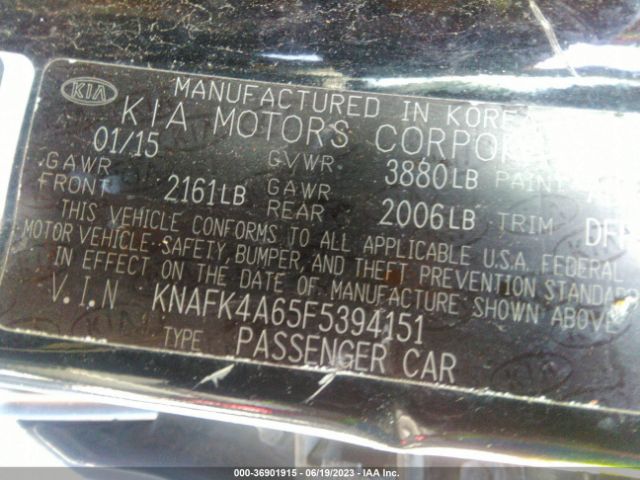 KIA
MANUFACTURED IN KORE
KIA MOTORS CORPOR
01/15 GVWR 3880LB PAINT
GAWR FRONT 2161LB GAWR REAR 2006LB TRIM
THIS VEHICLE CONFORMS TO ALL APPLICABLE U.S.A. FEDERAL
MOTOR VEHICLE SAFETY, BUMPER, AND THEFT PREVENTION STANDARD
IN EFFECT ON THE DATE OF MANUFACTURE SHOWN ABOVE
V.I.N KNAFK4A65F5394151
TYPE PASSENGER CAR
000-36901915 - 06/19/2023 - IAA Inc.